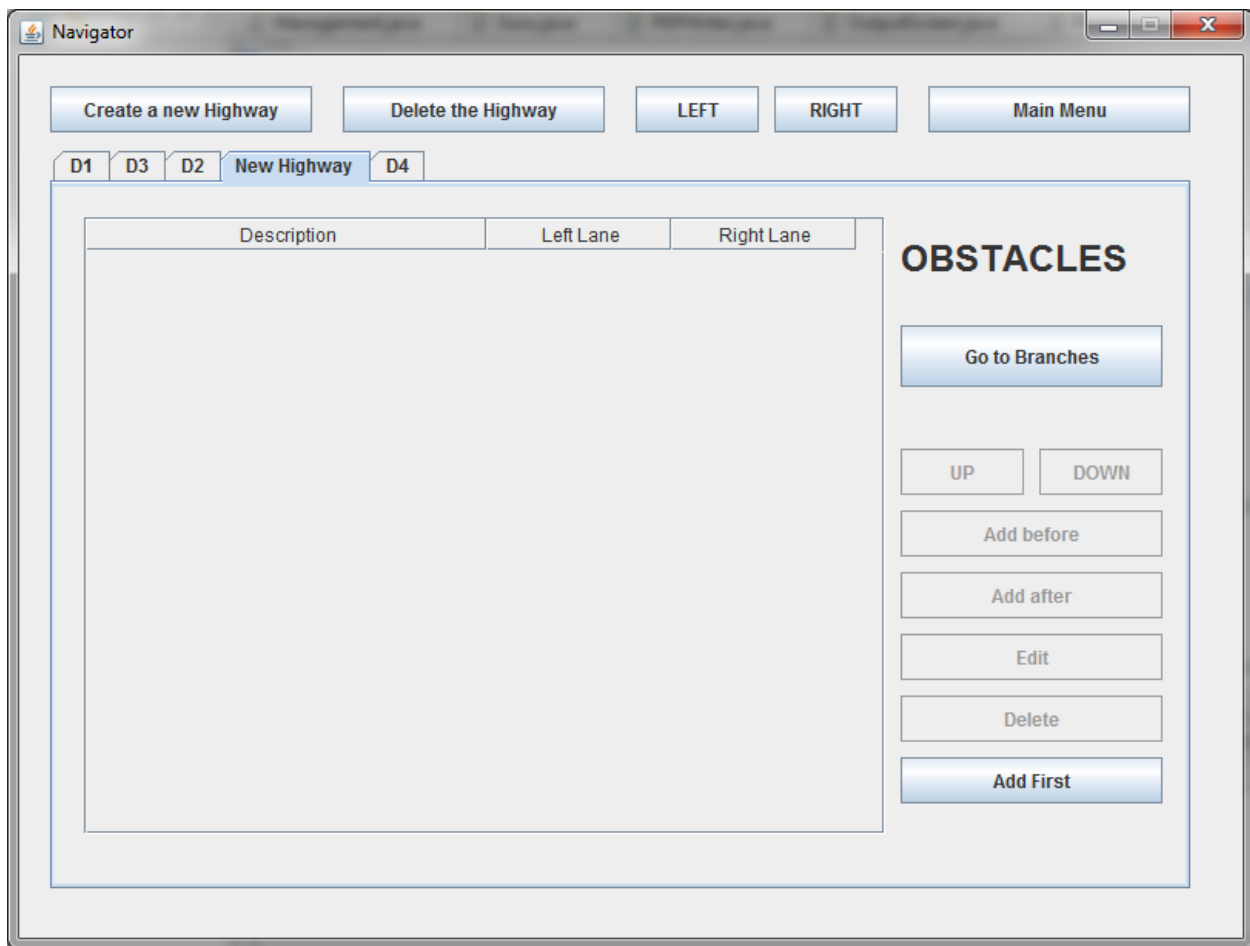 Navigator
Create a new Highway Delete the Highway LEFT RIGHT Main Menu
D1 D3 D2 New Highway D4
Description Left Lane Right Lane
OBSTACLES
Go to Branches
UP DOWN
Add before
Add after
Edit
Delete
Add First